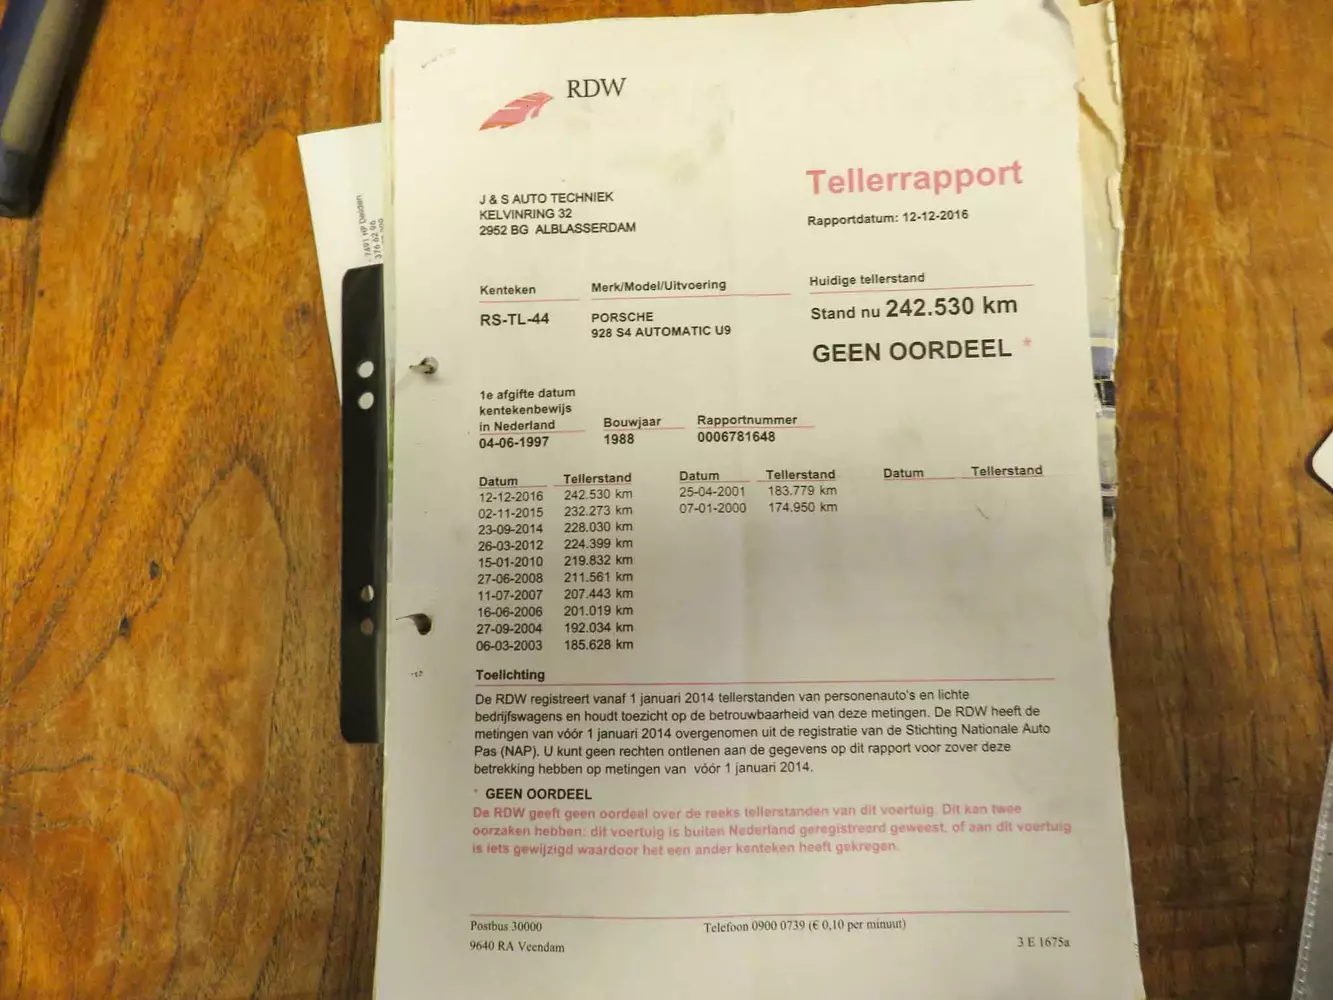 RDW
J & S AUTO TECHNIEK
KELVINRING 32
2952 BG ALBLASSERDAM
Tellerrapport
Rapportdatum: 12-12-2016
Kenteken
RS-TL-44
Merk/Model/Uitvoering
PORSCHE
928 S4 AUTOMATIC U9
Huidige tellerstand
Stand nu 242.530 km
GEEN OORDEEL *
1e afgifte datum
kentekenbewijs
in Nederland
04-06-1997
Bouwjaar
1988
Rapportnummer
0006781648
Datum Tellerstand
12-12-2016 242.530 km
02-11-2015 232.273 km
23-09-2014 228.030 km
26-03-2012 224.399 km
15-01-2010 219.832 km
27-06-2008 211.561 km
11-07-2007 207.443 km
16-06-2006 201.019 km
27-09-2004 192.034 km
06-03-2003 185.628 km
Datum Tellerstand
25-04-2001 183.779 km
07-01-2000 174.950 km
Datum Tellerstand
Toelichting
De RDW registreert vanaf 1 januari 2014 tellerstanden van personenauto's en lichte
bedrijfswagens en houdt toezicht op de betrouwbaarheid van deze metingen. De RDW heeft de
metingen van vóór 1 januari 2014 overgenomen uit de registratie van de Stichting Nationale Auto
Pas (NAP). U kunt geen rechten ontlenen aan de gegevens op dit rapport voor zover deze
betrekking hebben op metingen van vóór 1 januari 2014.
* GEEN OORDEEL
De RDW geeft geen oordeel over de reeks tellerstanden van dit voertuig. Dit kan twee
oorzaken hebben: dit voertuig is buiten Nederland geregistreerd geweest, of aan dit voertuig
is iets gewijzigd waardoor het een ander kenteken heeft gekregen.
Postbus 30000
9640 RA Veendam
Telefoon 0900 0739 (€ 0,10 per minuut)
3 E 1675a
7491 HP Delden